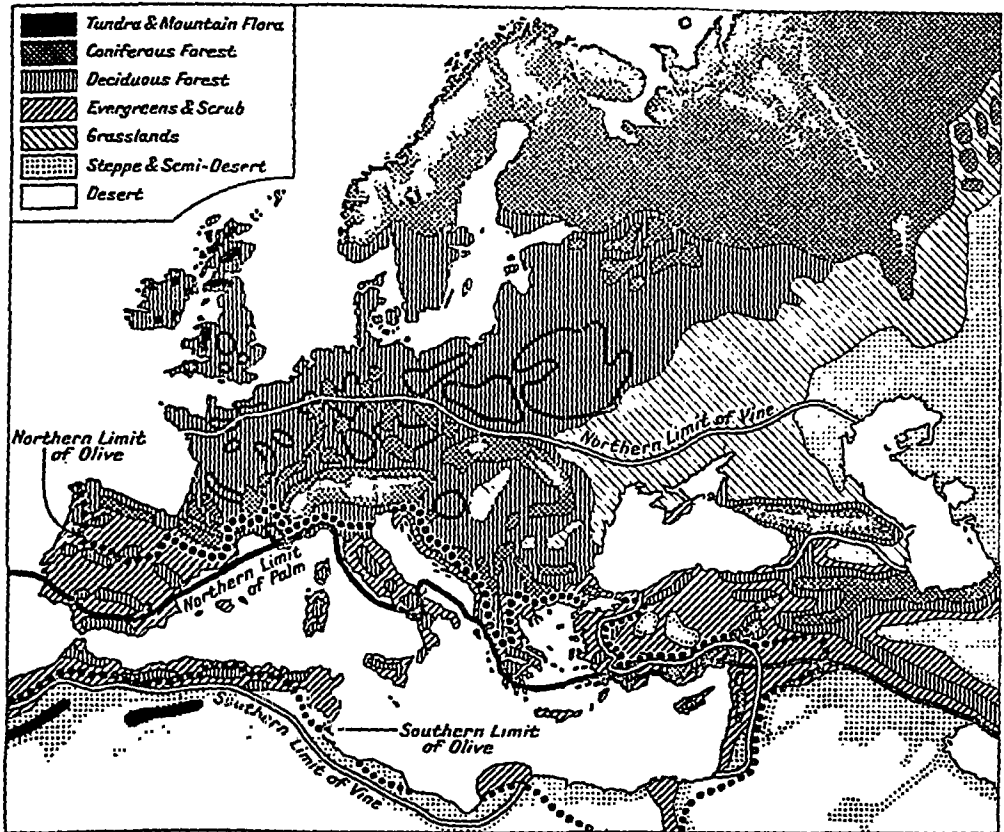 Tundra & Mountain Flora
Coniferous Forest
Deciduous Forest
Evergreens & Scrub
Grasslands
Steppe & Semi-Desert
Desert
Northern Limit
of Olive
Northern Limit of Vine
Northern Limit
of Palm
Southern Limit of Vine
Southern Limit
of Olive